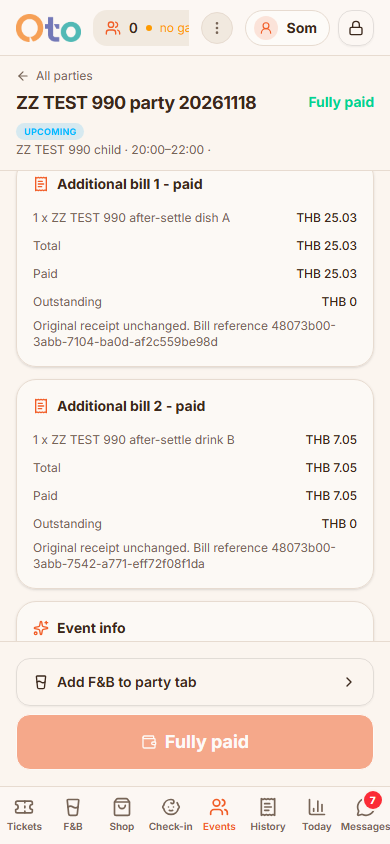 Oto
0 • no ga
Som
← All parties
ZZ TEST 990 party 20261118
Fully paid
UPCOMING
ZZ TEST 990 child · 20:00–22:00 ·
Additional bill 1 - paid
1 x ZZ TEST 990 after-settle dish A THB 25.03
Total THB 25.03
Paid THB 25.03
Outstanding THB 0
Original receipt unchanged. Bill reference 48073b00-
3abb-7104-ba0d-af2c559be98d
Additional bill 2 - paid
1 x ZZ TEST 990 after-settle drink B THB 7.05
Total THB 7.05
Paid THB 7.05
Outstanding THB 0
Original receipt unchanged. Bill reference 48073b00-
3abb-7542-a771-eff72f08f1da
Event info
Add F&B to party tab
Fully paid
7
Tickets F&B Shop Check-in Events History Today Messages